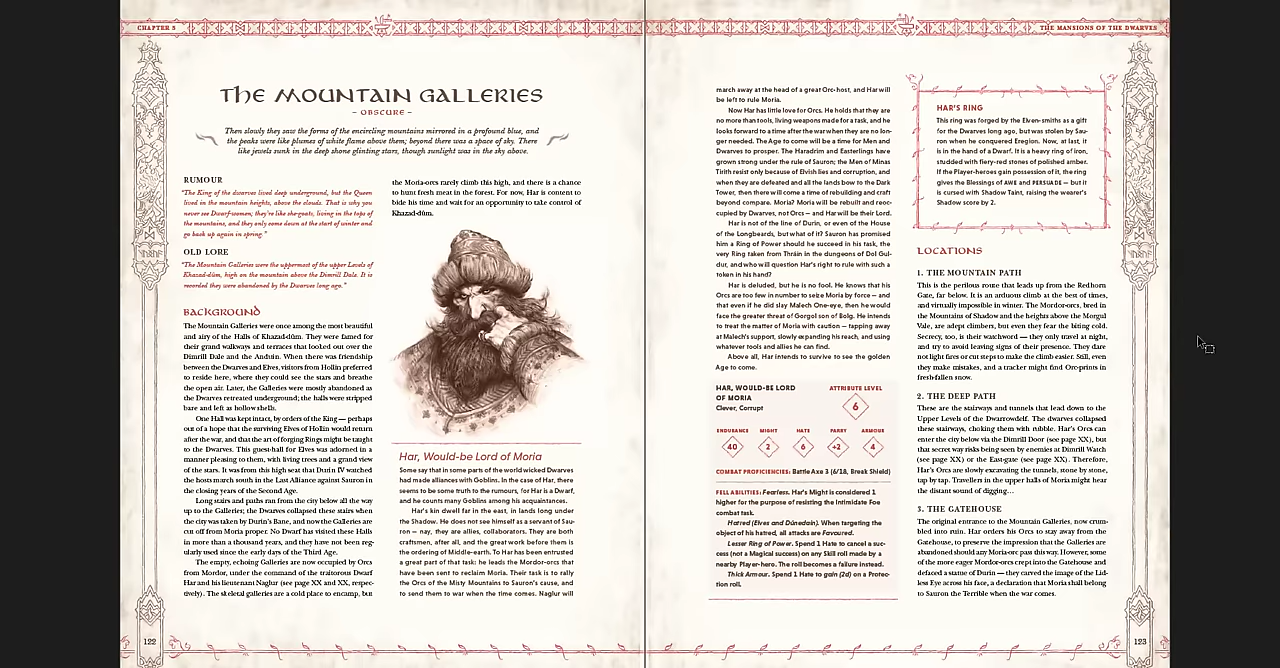 CHAPTER 5
THE MOUNTAIN GALLERIES
~ OBSCURE ~
Then slowly they saw the forms of the encircling mountains mirrored in a profound blue, and
the peaks were like plumes of white flame above them; beyond there was a space of sky. There
like jewels sunk in the deep shone glinting stars, though sunlight was in the sky above.
RUMOUR
"The King of the dwarves lived deep underground, but the Queen
lived in the mountain heights, above the clouds. That is why you
never see Dwarf-women; they're like she-goats, living in the tops of
the mountains, and they only come down at the start of winter and
go back up again in spring."
OLD LORE
"The Mountain Galleries were the uppermost of the upper Levels of
Khazad-dûm, high on the mountain above the Dimrill Dale. It is
recorded they were abandoned by the Dwarves long ago."
BACKGROUND
The Mountain Galleries were once among the most beautiful
and airy of the Halls of Khazad-dûm. They were famed for
their grand walkways and terraces that looked out over the
Dimrill Dale and the Anduin. When there was friendship
between the Dwarves and Elves, visitors from Hollin preferred
to reside here, where they could see the stars and breathe
the open air. Later, the Galleries were mostly abandoned as
the Dwarves retreated underground; the halls were stripped
bare and left as hollow shells.
One Hall was kept intact, by orders of the King — perhaps
out of a hope that the surviving Elves of Hollin would return
after the war, and that the art of forging Rings might be taught
to the Dwarves. This guest-hall for Elves was adorned in a
manner pleasing to them, with living trees and a grand view
of the stars. It was from this high seat that Durin IV watched
the hosts march south in the Last Alliance against Sauron in
the closing years of the Second Age.
Long stairs and paths ran from the city below all the way
up to the Galleries; the Dwarves collapsed these stairs when
the city was taken by Durin's Bane, and now the Galleries are
cut off from Moria proper. No Dwarf has visited these Halls
in more than a thousand years, and they have not been reg-
ularly used since the early days of the Third Age.
The empty, echoing Galleries are now occupied by Orcs
from Mordor, under the command of the traitorous Dwarf
Har and his lieutenant Naglur (see page XX and XX, respec-
tively). The skeletal galleries are a cold place to encamp, but
the Moria-orcs rarely climb this high, and there is a chance
to hunt fresh meat in the forest. For now, Har is content to
bide his time and wait for an opportunity to take control of
Khazad-dûm.
Har, Would-be Lord of Moria
Some say that in some parts of the world wicked Dwarves
had made alliances with Goblins. In the case of Har, there
seems to be some truth to the rumours, for Har is a Dwarf,
and he counts many Goblins among his acquaintances.
Har's kin dwell far in the east, in lands long under
the Shadow. He does not see himself as a servant of Sau-
ron — nay, they are allies, collaborators. They are both
craftsmen, after all, and the great work before them is
the ordering of Middle-earth. To Har has been entrusted
a great part of that task: he leads the Mordor-orcs that
have been sent to reclaim Moria. Their task is to rally
the Orcs of the Misty Mountains to Sauron's cause, and
to send them to war when the time comes. Naglur will
122
THE MANSIONS OF THE DWARVES
march away at the head of a great Orc-host, and Har will
be left to rule Moria.
Now Har has little love for Orcs. He holds that they are
no more than tools, living weapons made for a task, and he
looks forward to a time after the war when they are no lon-
ger needed. The Age to come will be a time for Men and
Dwarves to prosper. The Haradrim and Easterlings have
grown strong under the rule of Sauron; the Men of Minas
Tirith resist only because of Elvish lies and corruption, and
when they are defeated and all the lands bow to the Dark
Tower, then there will come a time of rebuilding and craft
beyond compare. Moria? Moria will be rebuilt and reoc-
cupied by Dwarves, not Orcs — and Har will be their Lord.
Har is not of the line of Durin, or even of the House
of the Longbeards, but what of it? Sauron has promised
him a Ring of Power should he succeed in his task, the
very Ring taken from Thráin in the dungeons of Dol Gul-
dur, and who will question Har's right to rule with such a
token in his hand?
Har is deluded, but he is no fool. He knows that his
Orcs are too few in number to seize Moria by force — and
that even if he did slay Malech One-eye, then he would
face the greater threat of Gorgol son of Bolg. He intends
to treat the matter of Moria with caution — tapping away
at Malech's support, slowly expanding his reach, and using
whatever tools and allies he can find.
Above all, Har intends to survive to see the golden
Age to come.
HAR, WOULD-BE LORD
OF MORIA
Clever, Corrupt
ATTRIBUTE LEVEL
6
ENDURANCE MIGHT HATE PARRY ARMOUR
40 2 6 +2 4
COMBAT PROFICIENCIES: Battle Axe 3 (6/18, Break Shield)
FELL ABILITIES: Fearless. Har's Might is considered 1
higher for the purpose of resisting the Intimidate Foe
combat task.
Hatred (Elves and Dúnedain). When targeting the
object of his hatred, all attacks are Favoured.
Lesser Ring of Power. Spend 1 Hate to cancel a suc-
cess (not a Magical success) on any Skill roll made by a
nearby Player-hero. The roll becomes a failure instead.
Thick Armour. Spend 1 Hate to gain (2d) on a Protec-
tion roll.
HAR'S RING
This ring was forged by the Elven-smiths as a gift
for the Dwarves long ago, but was stolen by Sau-
ron when he conquered Eregion. Now, at last, it
is in the hand of a Dwarf. It is a heavy ring of iron,
studded with fiery-red stones of polished amber.
If the Player-heroes gain possession of it, the ring
gives the Blessings of AWE and PERSUADE — but it
is cursed with Shadow Taint, raising the wearer's
Shadow score by 2.
LOCATIONS
1. THE MOUNTAIN PATH
This is the perilous route that leads up from the Redhorn
Gate, far below. It is an arduous climb at the best of times,
and virtually impossible in winter. The Mordor-orcs, bred in
the Mountains of Shadow and the heights above the Morgul
Vale, are adept climbers, but even they fear the biting cold.
Secrecy, too, is their watchword — they only travel at night,
and try to avoid leaving signs of their presence. They dare
not light fires or cut steps to make the climb easier. Still, even
they make mistakes, and a tracker might find Orc-prints in
fresh-fallen snow.
2. THE DEEP PATH
These are the stairways and tunnels that lead down to the
Upper Levels of the Dwarrowdelf. The dwarves collapsed
these stairways, choking them with rubble. Har's Orcs can
enter the city below via the Dimrill Door (see page XX), but
that secret way risks being seen by enemies at Dimrill Watch
(see page XX) or the East-gate (see page XX). Therefore,
Har's Orcs are slowly excavating the tunnels, stone by stone,
tap by tap. Travellers in the upper halls of Moria might hear
the distant sound of digging…
3. THE GATEHOUSE
The original entrance to the Mountain Galleries, now crum-
bled into ruin. Har orders his Orcs to stay away from the
Gatehouse, to preserve the impression that the Galleries are
abandoned should any Moria-orc pass this way. However, some
of the more eager Mordor-orcs crept into the Gatehouse and
defaced a statue of Durin — they carved the image of the Lid-
less Eye across his face, a declaration that Moria shall belong
to Sauron the Terrible when the war comes.
123